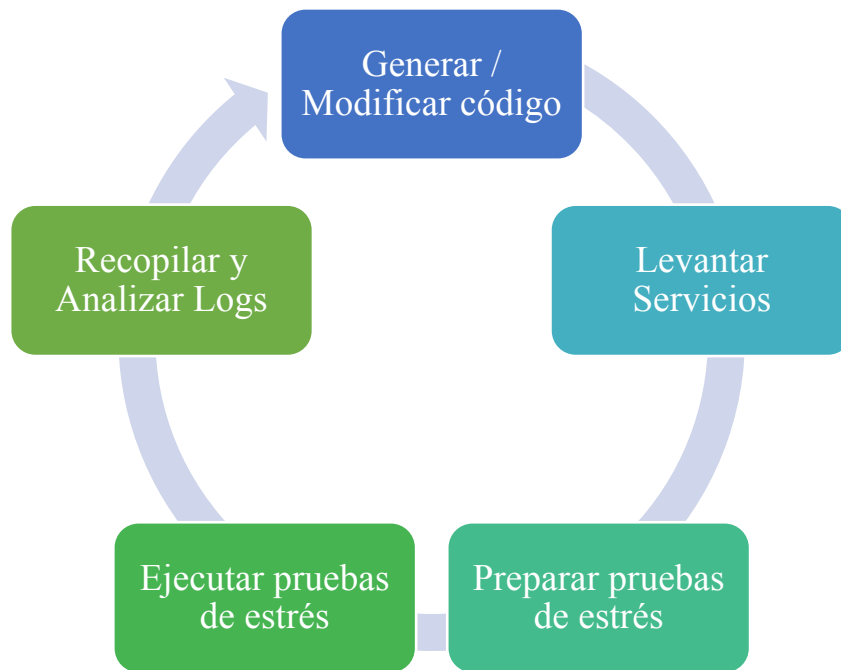 Generar /
Modificar código
Levantar
Servicios
Preparar pruebas
de estrés
Ejecutar pruebas
de estrés
Recopilar y
Analizar Logs